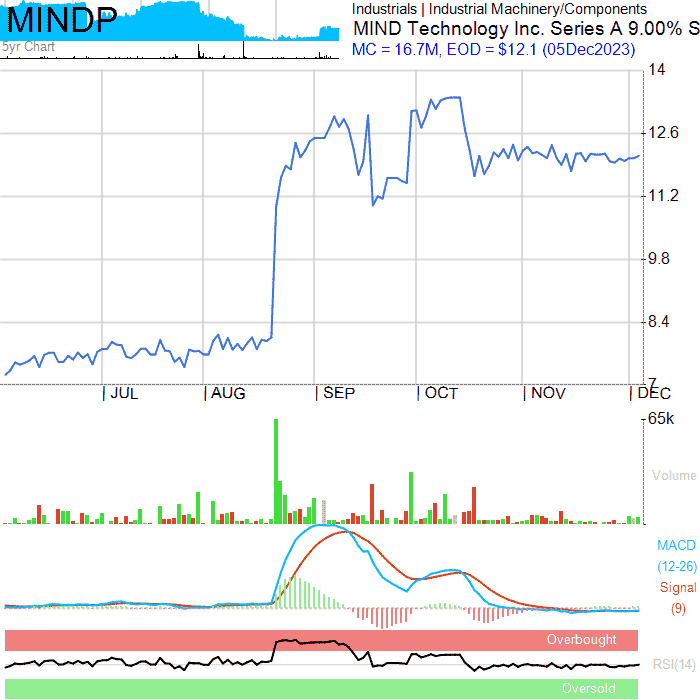 MINDP
5yr Chart
Industrials | Industrial Machinery/Components
MIND Technology Inc. Series A 9.00% S
MC = 16.7M, EOD = $12.1 (05Dec2023)
14
12.6
11.2
9.8
8.4
7
JUL
AUG
SEP
OCT
NOV
DEC
65k
Volume
MACD
(12-26)
Signal
(9)
Overbought
RSI(14)
Oversold